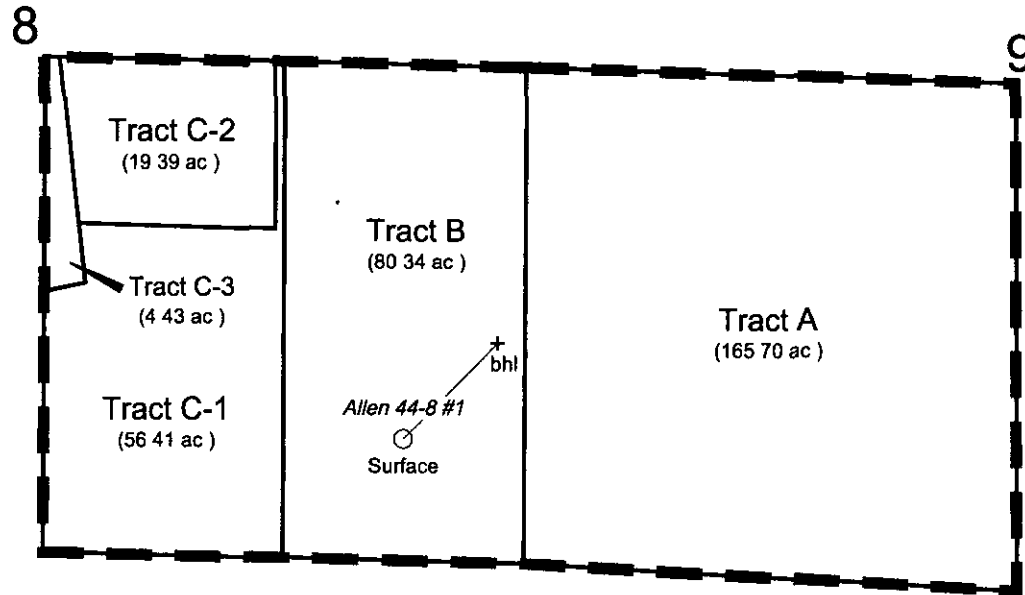 8
9
Tract C-2
(19 39 ac )
Tract B
(80 34 ac )
Tract C-3
(4 43 ac )
Tract A
(165 70 ac )
bhl
Allen 44-8 #1
Tract C-1
(56 41 ac )
Surface